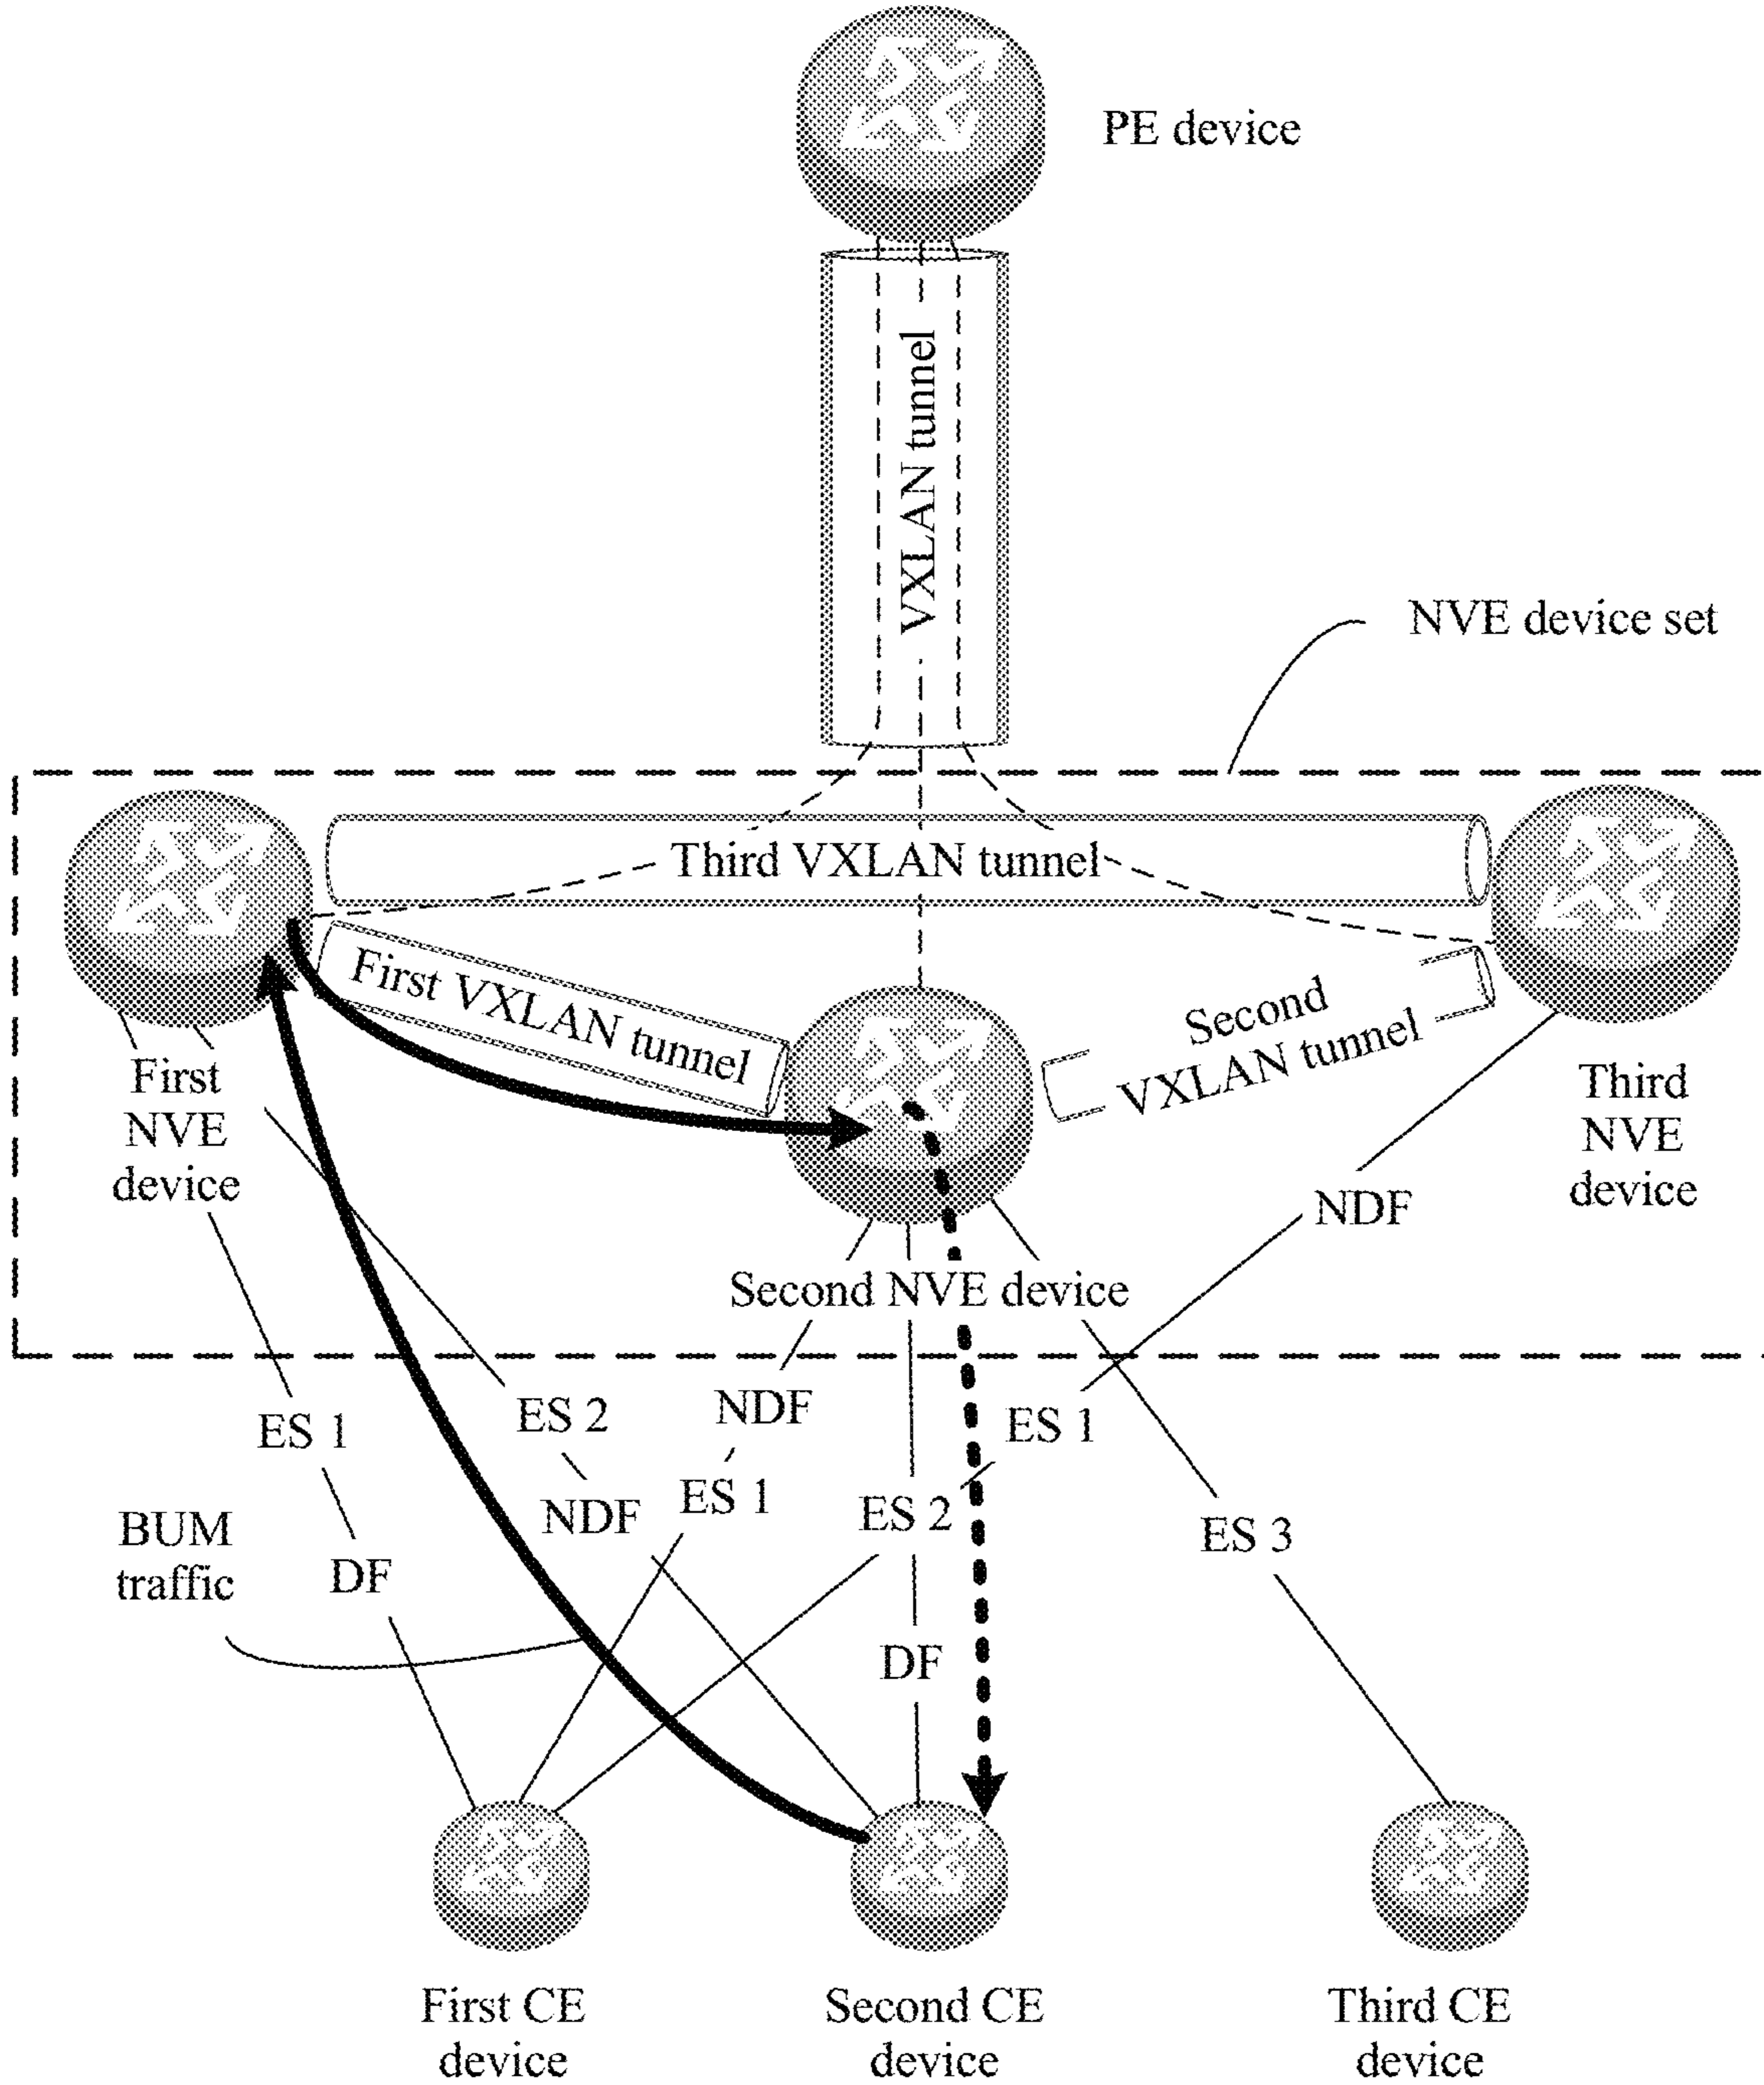 PE device
VXLAN tunnel
NVE device set
Third VXLAN tunnel
First VXLAN tunnel
Second
VXLAN tunnel
First
NVE
device
Third
NVE
device
NDF
Second NVE device
ES 1
ES 2
NDF
ES 1
NDF
ES 1
ES 2
ES 3
BUM
traffic
DF
DF
First CE
device
Second CE
device
Third CE
device